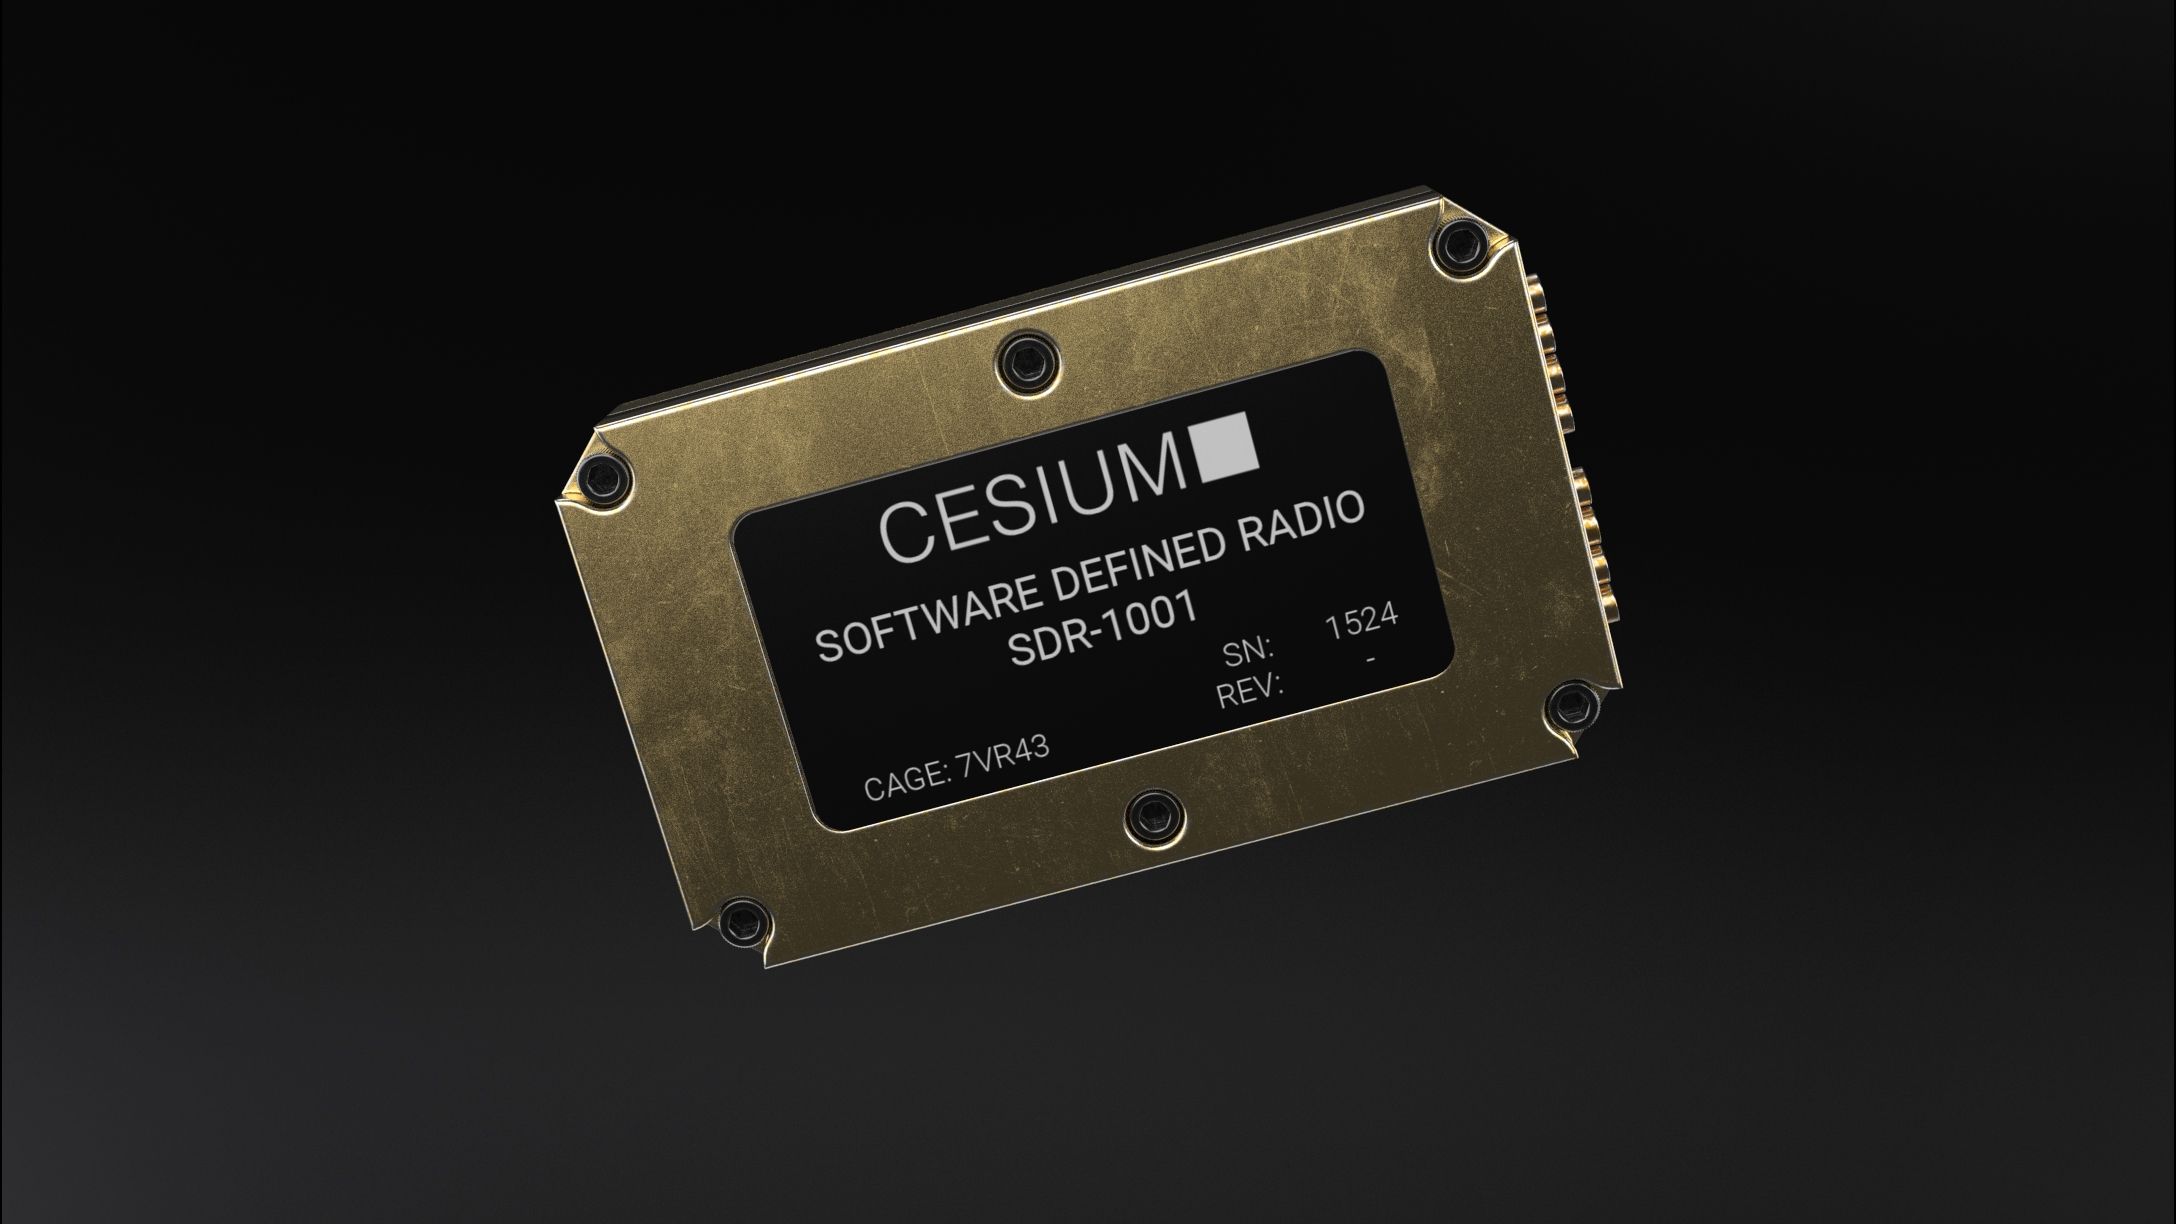 CESIUM
SOFTWARE DEFINED RADIO
SDR-1001
SN: 1524
REV: -
CAGE: 7VR43